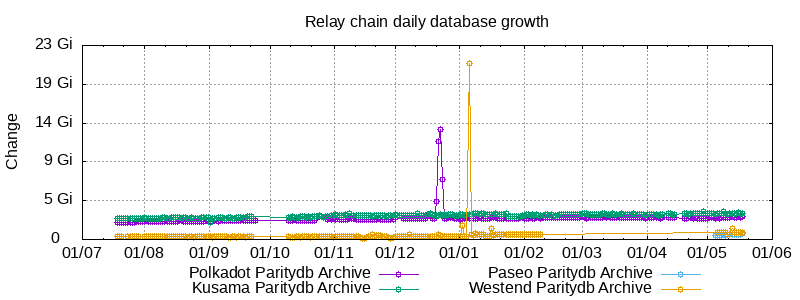 Relay chain daily database growth
23 Gi
19 Gi
14 Gi
9 Gi
5 Gi
0
Change
01/07 01/08 01/09 01/10 01/11 01/12 01/01 01/02 01/03 01/04 01/05 01/06
Polkadot Paritydb Archive Paseo Paritydb Archive
Kusama Paritydb Archive Westend Paritydb Archive